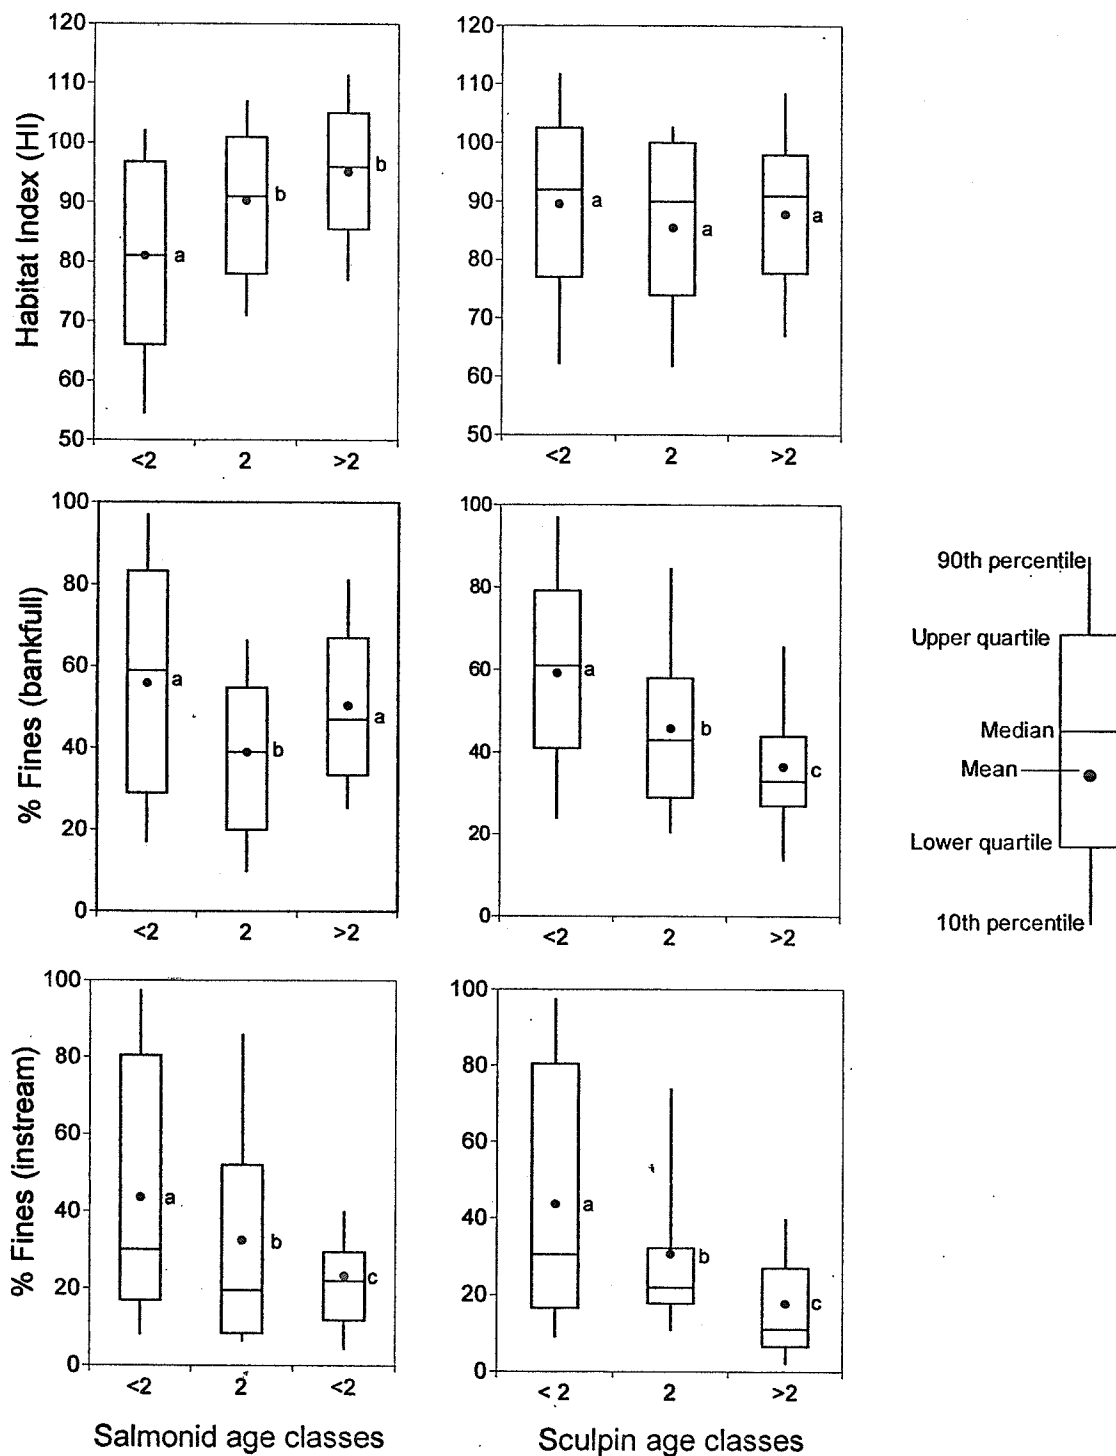 Habitat Index (HI)
120
110
100
90
80
70
60
50
a
b
b
<2 2 >2
120
110
100
90
80
70
60
50
a
a
a
<2 2 >2
% Fines (bankfull)
100
80
60
40
20
0
a
b
a
<2 2 >2
100
80
60
40
20
0
a
b
c
<2 2 >2
90th percentile
Upper quartile
Median
Mean
Lower quartile
10th percentile
% Fines (instream)
100
80
60
40
20
0
a
b
c
<2 2 <2
Salmonid age classes
100
80
60
40
20
0
a
b
c
< 2 2 >2
Sculpin age classes